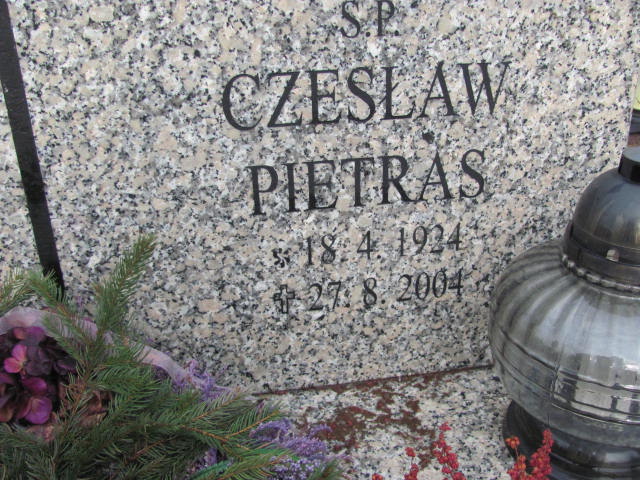 S.P.
CZESŁAW
PIETRAS
18. 4. 1924
27. 8. 2004